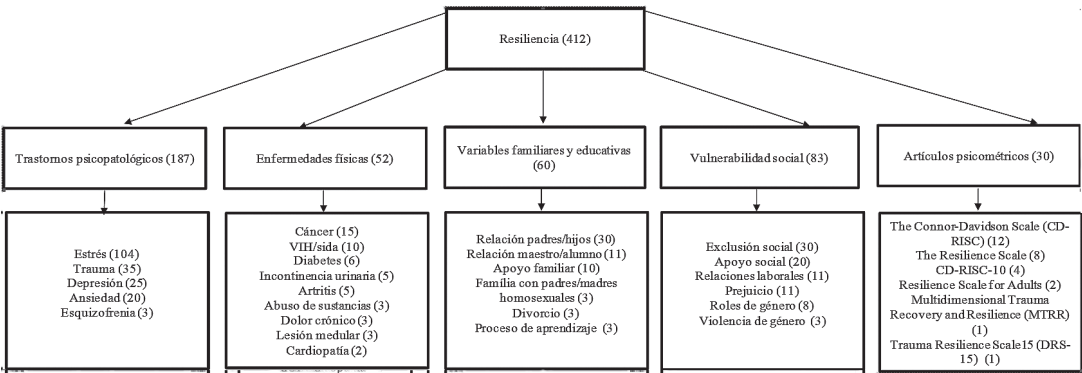 Resiliencia (412)
Trastornos psicopatológicos (187)
Enfermedades físicas (52)
Variables familiares y educativas
(60)
Vulnerabilidad social (83)
Artículos psicométricos (30)
Estrés (104)
Trauma (35)
Depresión (25)
Ansiedad (20)
Esquizofrenia (3)
Cáncer (15)
VIH/sida (10)
Diabetes (6)
Incontinencia urinaria (5)
Artritis (5)
Abuso de sustancias (3)
Dolor crónico (3)
Lesión medular (3)
Cardiopatía (2)
Relación padres/hijos (30)
Relación maestro/alumno (11)
Apoyo familiar (10)
Família con padres/madres
homosexuales (3)
Divorcio (3)
Proceso de aprendizaje (3)
Exclusión social (30)
Apoyo social (20)
Relaciones laborales (11)
Prejuicio (11)
Roles de género (8)
Violencia de género (3)
The Connor-Davidson Scale (CD-
RISC) (12)
The Resilience Scale (8)
CD-RISC-10 (4)
Resilience Scale for Adults (2)
Multidimensional Trauma
Recovery and Resilience (MTRR)
(1)
Trauma Resilience Scale15 (DRS-
15) (1)